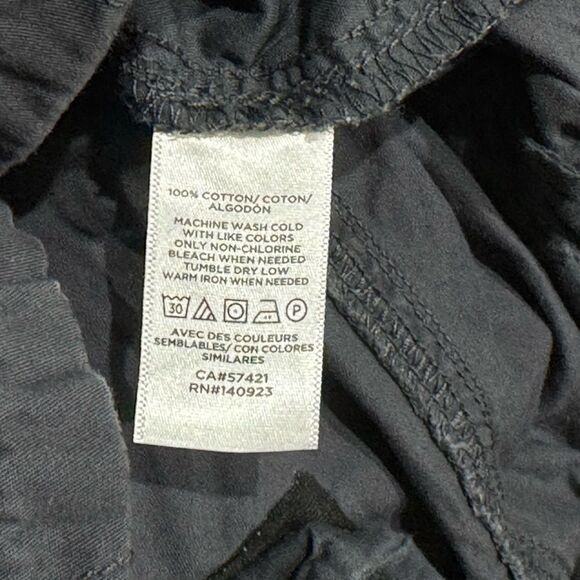 100% COTTON/ COTON/
ALGODÓN
MACHINE WASH COLD
WITH LIKE COLORS
ONLY NON-CHLORINE
BLEACH WHEN NEEDED
TUMBLE DRY LOW
WARM IRON WHEN NEEDED
30 P
AVEC DES COULEURS
SEMBLABLES/ CON COLORES
SIMILARES
CA#57421
RN#140923